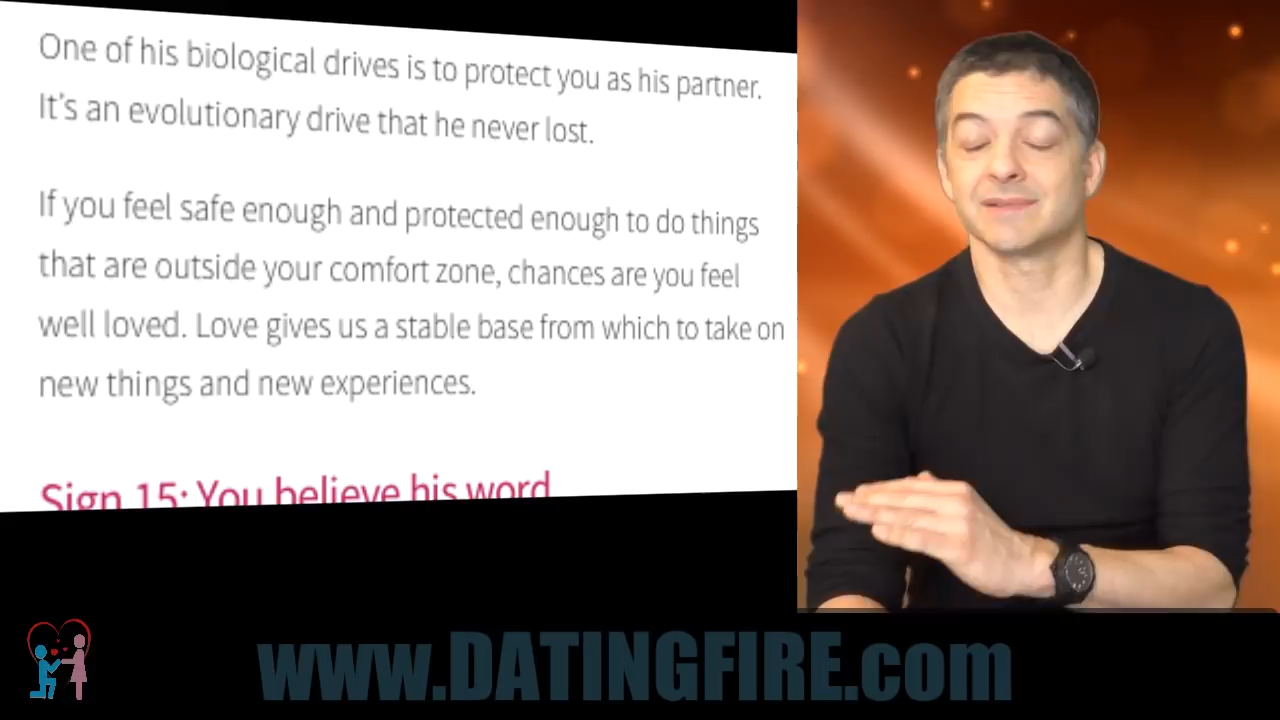 One of his biological drives is to protect you as his partner.
It's an evolutionary drive that he never lost.
If you feel safe enough and protected enough to do things
that are outside your comfort zone, chances are you feel
well loved. Love gives us a stable base from which to take on
new things and new experiences.
Sign 15: You believe his word
www.DATINGFIRE.com